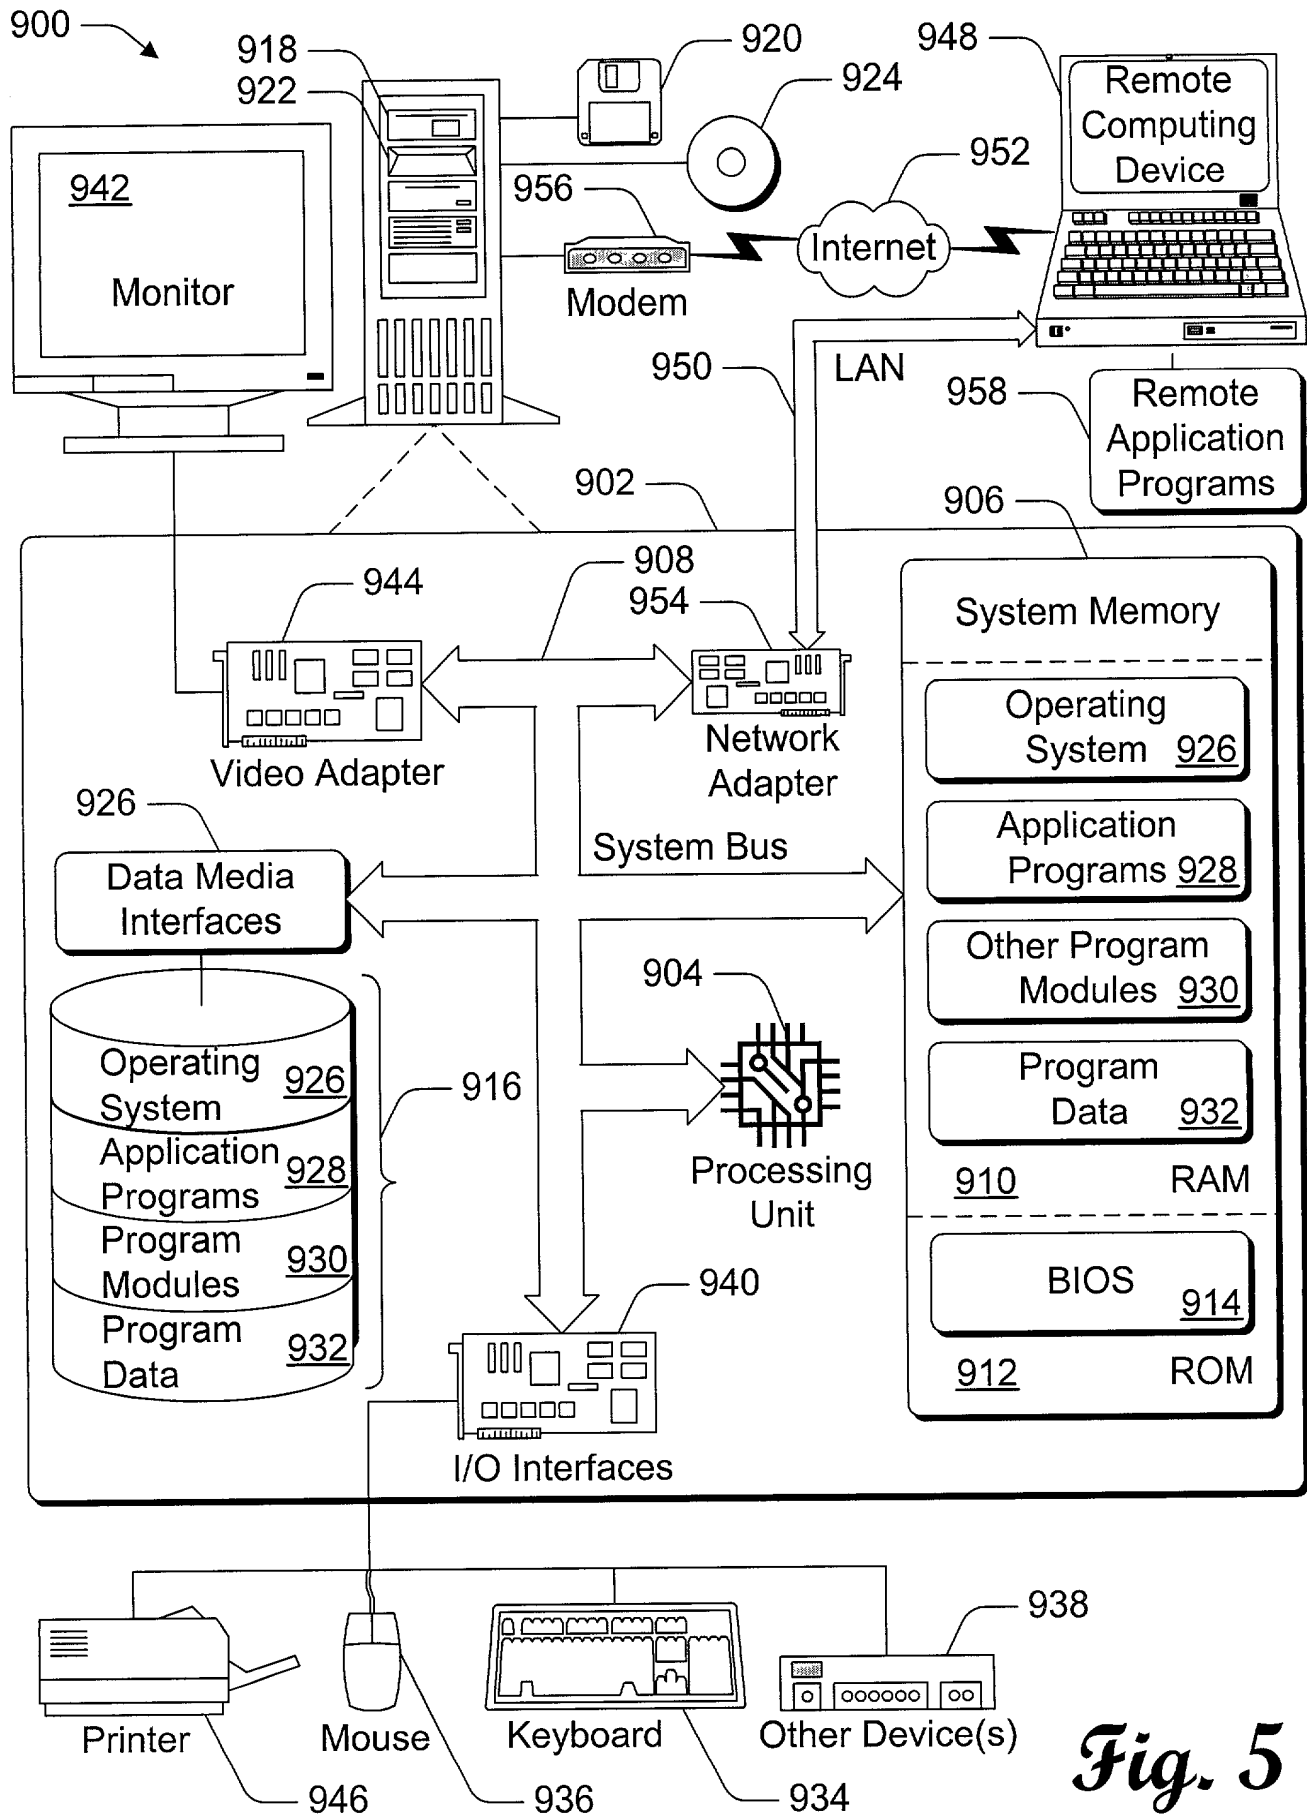 900
918
922
920
924
948
Remote
Computing
Device
952
956
942
Monitor
Internet
Modem
950
LAN
958
Remote
Application
Programs
902
906
908
944
954
System Memory
Operating
System 926
Video Adapter
Network
Adapter
926
Application
Programs 928
System Bus
Data Media
Interfaces
Other Program
Modules 930
904
Operating
System 926
916
Program
Data 932
Application
Programs 928
Processing
Unit
910 RAM
Program
Modules 930
940
BIOS
914
Program
Data 932
912 ROM
I/O Interfaces
938
Printer
Mouse
Keyboard
Other Device(s)
946
936
934
Fig. 5